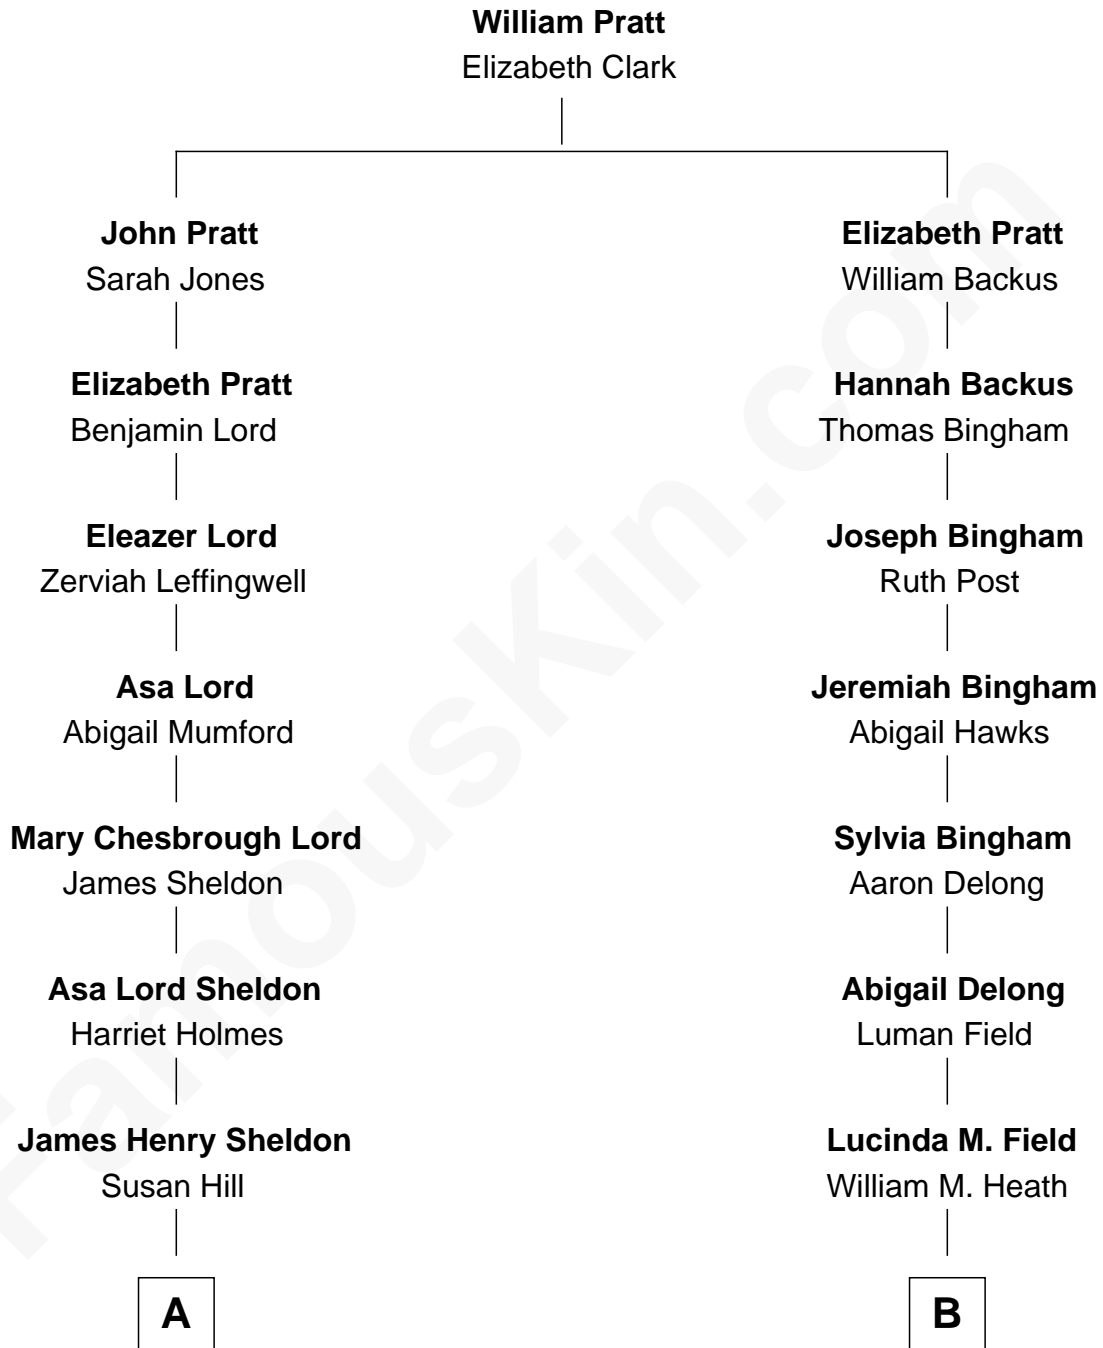 William Pratt
Elizabeth Clark
John Pratt
Sarah Jones
Elizabeth Pratt
William Backus
Elizabeth Pratt
Benjamin Lord
Hannah Backus
Thomas Bingham
Eleazer Lord
Zerviah Leffingwell
Joseph Bingham
Ruth Post
Asa Lord
Abigail Mumford
Jeremiah Bingham
Abigail Hawks
Mary Chesbrough Lord
James Sheldon
Sylvia Bingham
Aaron Delong
Asa Lord Sheldon
Harriet Holmes
Abigail Delong
Luman Field
James Henry Sheldon
Susan Hill
Lucinda M. Field
William M. Heath
A
B
FamousKin.com